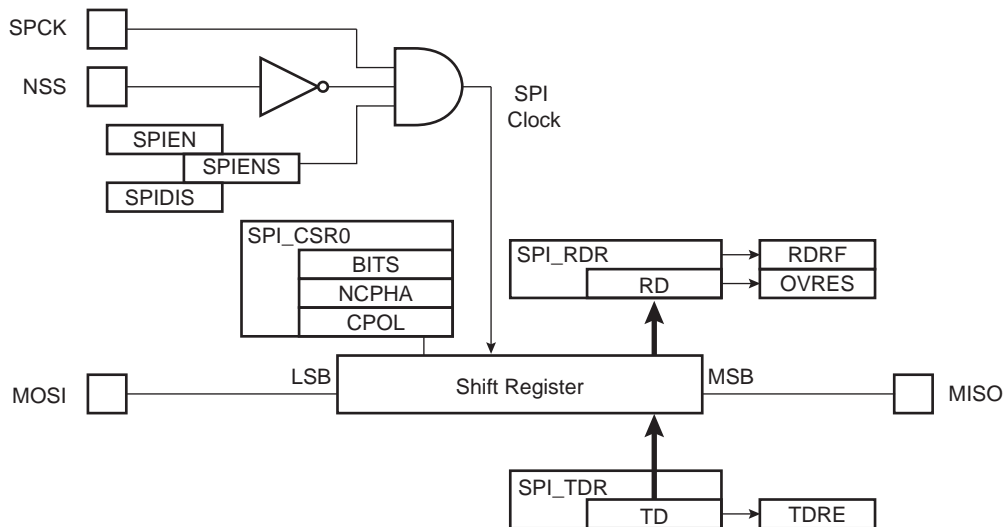 SPCK
NSS
SPI
Clock
SPIEN
SPIENS
SPIDIS
SPI_CSR0
BITS
NCPHA
CPOL
SPI_RDR
RD
RDRF
OVRES
MOSI
LSB
Shift Register
MSB
MISO
SPI_TDR
TD
TDRE